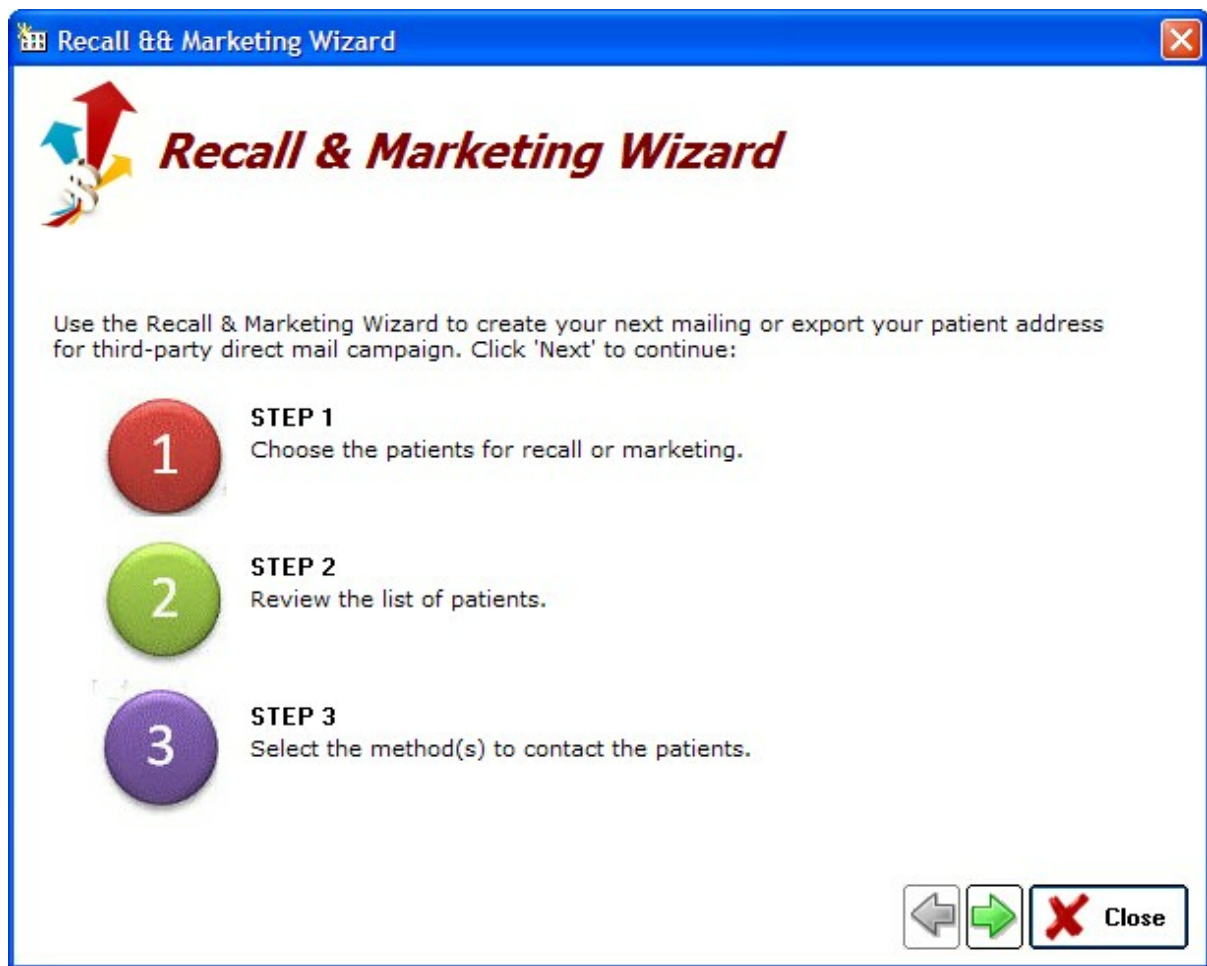 Recall && Marketing Wizard
Recall & Marketing Wizard
Use the Recall & Marketing Wizard to create your next mailing or export your patient address
for third-party direct mail campaign. Click 'Next' to continue:
1
STEP 1
Choose the patients for recall or marketing.
2
STEP 2
Review the list of patients.
3
STEP 3
Select the method(s) to contact the patients.
Close